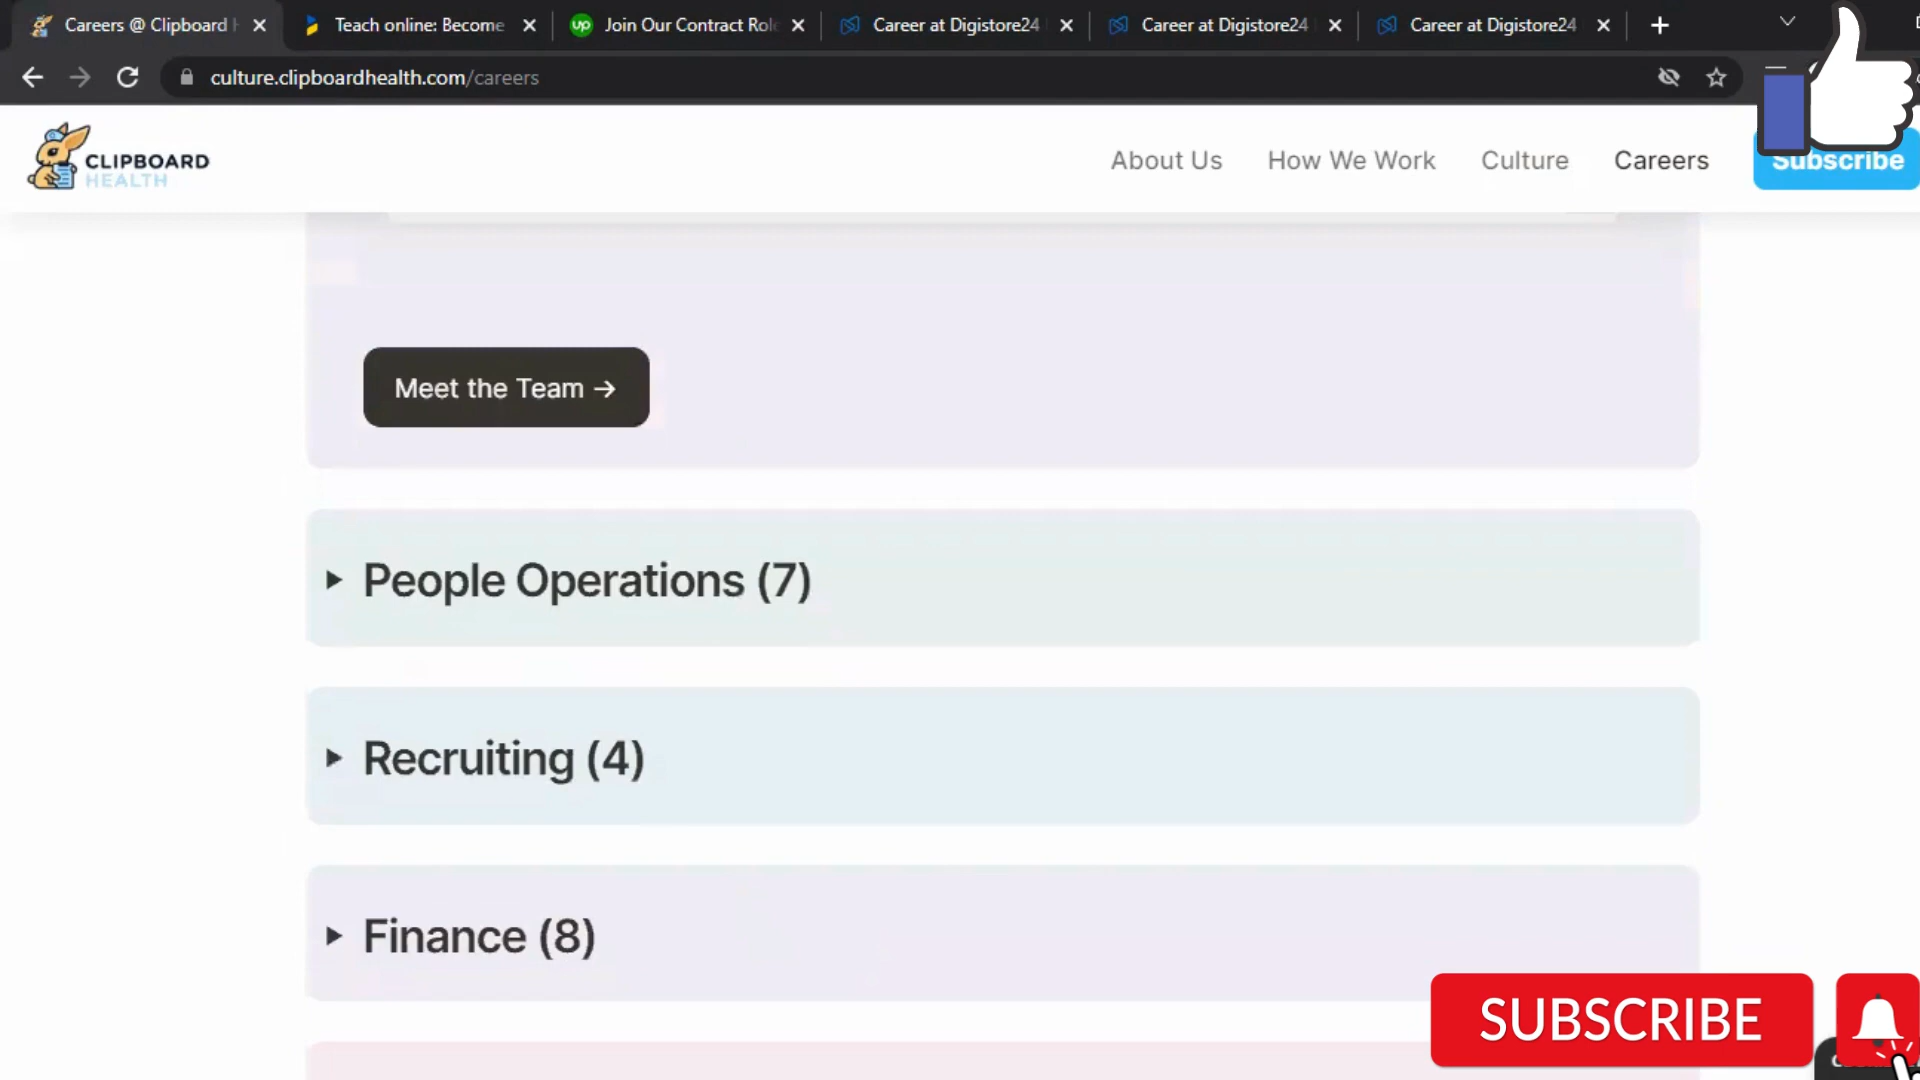 Careers @ Clipboard H
Teach online: Become
up Join Our Contract Role
Career at Digistore24
Career at Digistore24
Career at Digistore24
culture.clipboardhealth.com/careers
CLIPBOARD
HEALTH
About Us
How We Work
Culture
Careers
Subscribe
Meet the Team →
People Operations (7)
Recruiting (4)
Finance (8)
SUBSCRIBE